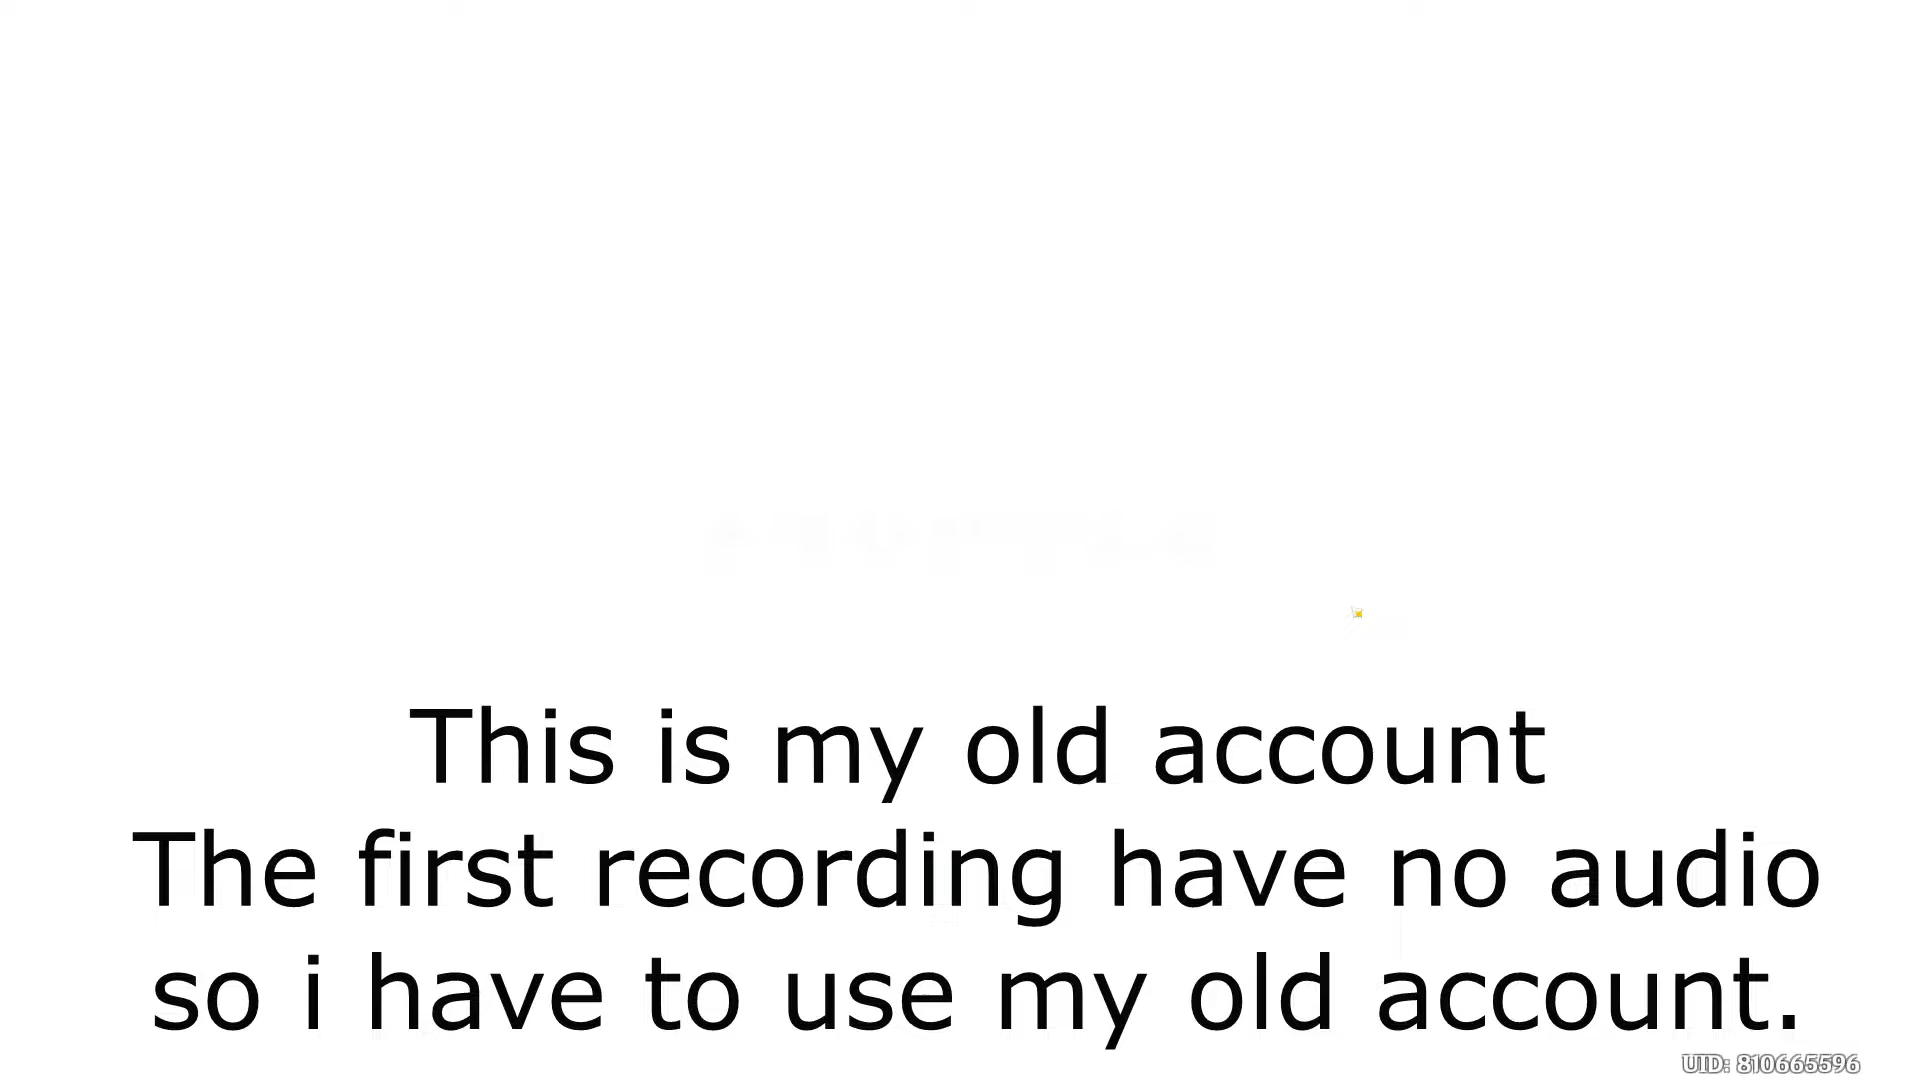 This is my old account
The first recording have no audio
so i have to use my old account.
UID: 810665596